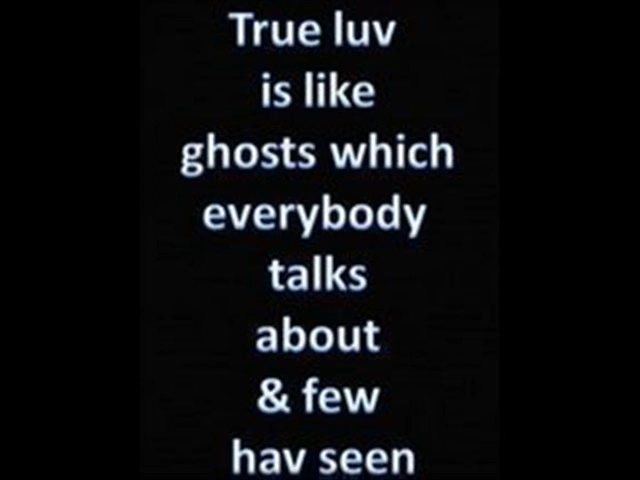 True luv
is like
ghosts which
everybody
talks
about
& few
hav seen